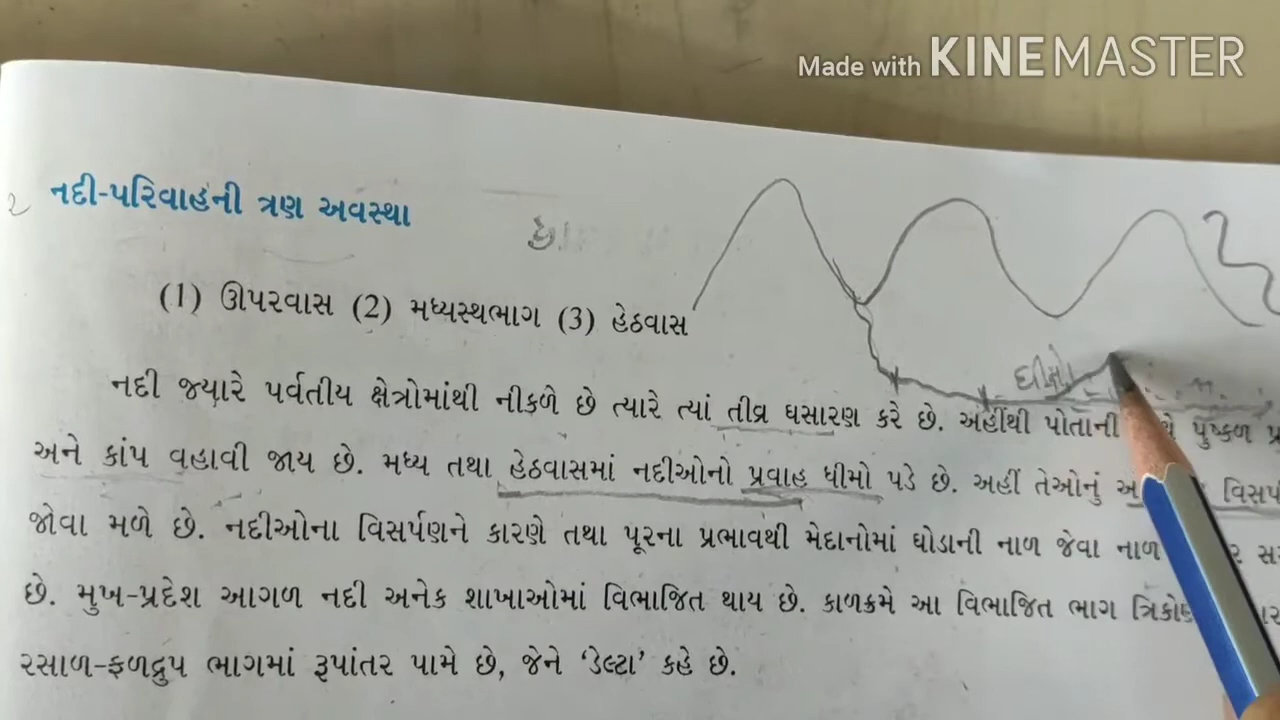 Made with KINEMASTER
નદી-પરિવાહની ત્રણ અવસ્થા
(1) ઊપરવાસ (2) મધ્યસ્થભાગ (3) હેઠવાસ
ધીમો
નદી જ્યારે પર્વતીય ક્ષેત્રોમાંથી નીકળે છે ત્યારે ત્યાં તીવ્ર ઘસારણ કરે છે. અહીંથી પોતાની પુષ્કળ
અને કાંપ વહાવી જાય છે. મધ્ય તથા હેઠવાસમાં નદીઓનો પ્રવાહ ધીમો પડે છે. અહીં તેઓનું
જોવા મળે છે. નદીઓના વિસર્પણને કારણે તથા પૂરના પ્રભાવથી મેદાનોમાં ઘોડાની નાળ જેવા નાળ
છે. મુખ-પ્રદેશ આગળ નદી અનેક શાખાઓમાં વિભાજિત થાય છે. કાળક્રમે આ વિભાજિત ભાગ
રસાળ-ફળદ્રુપ ભાગમાં રૂપાંતર પામે છે, જેને ‘ડેલ્ટા’ કહે છે.